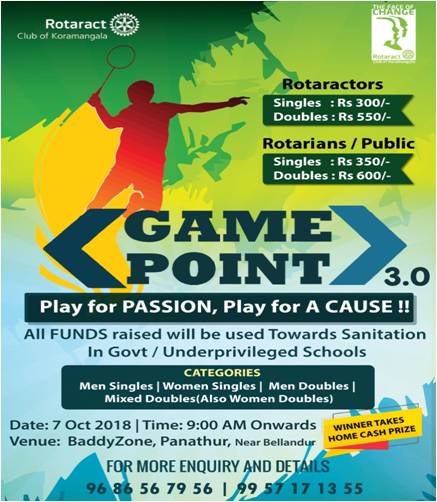 Rotaract
Club of Koramangala
THE FACE OF
CHANGE
Rotaract
Club of Koramangala
Rotaractors
Singles : Rs 300/-
Doubles : Rs 550/-
Rotarians / Public
Singles : Rs 350/-
Doubles : Rs 600/-
GAME
POINT
3.0
Play for PASSION, Play for A CAUSE !!
All FUNDS raised will be used Towards Sanitation
In Govt / Underprivileged Schools
CATEGORIES
Men Singles | Women Singles | Men Doubles |
Mixed Doubles(Also Women Doubles)
Date: 7 Oct 2018 | Time: 9:00 AM Onwards
Venue: BaddyZone, Panathur, Near Bellandur
WINNER TAKES
HOME CASH PRIZE
FOR MORE ENQUIRY AND DETAILS
96 86 56 79 56 | 99 57 17 13 55